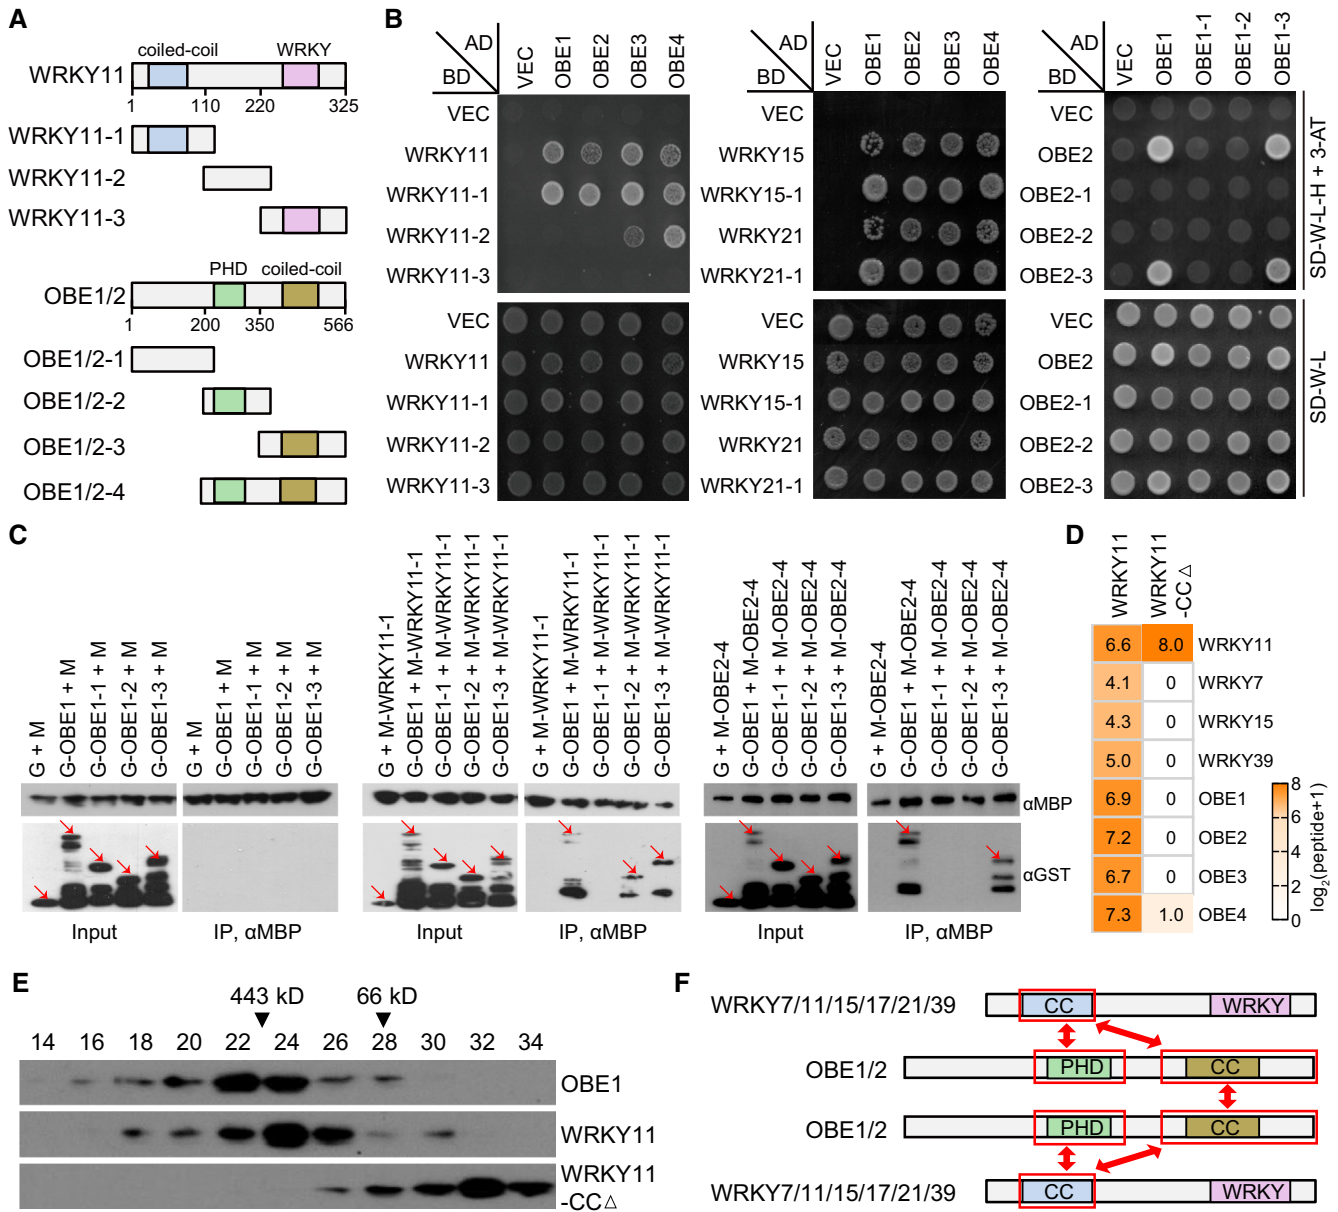 A
coiled-coil WRKY
WRKY11
1 110 220 325
WRKY11-1
WRKY11-2
WRKY11-3
PHD coiled-coil
OBE1/2
1 200 350 566
OBE1/2-1
OBE1/2-2
OBE1/2-3
OBE1/2-4
B
AD
BD
VEC OBE1 OBE2 OBE3 OBE4
VEC
WRKY11
WRKY11-1
WRKY11-2
WRKY11-3
VEC
WRKY11
WRKY11-1
WRKY11-2
WRKY11-3
AD
BD
VEC OBE1 OBE2 OBE3 OBE4
VEC
WRKY15
WRKY15-1
WRKY21
WRKY21-1
VEC
WRKY15
WRKY15-1
WRKY21
WRKY21-1
AD
BD
VEC OBE1 OBE1-1 OBE1-2 OBE1-3
VEC
OBE2
OBE2-1
OBE2-2
OBE2-3
VEC
OBE2
OBE2-1
OBE2-2
OBE2-3
SD-W-L-H + 3-AT
SD-W-L
C
G + M
G-OBE1 + M
G-OBE1-1 + M
G-OBE1-2 + M
G-OBE1-3 + M
G + M
G-OBE1 + M
G-OBE1-1 + M
G-OBE1-2 + M
G-OBE1-3 + M
G + M-WRKY11-1
G-OBE1 + M-WRKY11-1
G-OBE1-1 + M-WRKY11-1
G-OBE1-2 + M-WRKY11-1
G-OBE1-3 + M-WRKY11-1
G + M-WRKY11-1
G-OBE1 + M-WRKY11-1
G-OBE1-1 + M-WRKY11-1
G-OBE1-2 + M-WRKY11-1
G-OBE1-3 + M-WRKY11-1
G + M-OBE2-4
G-OBE1 + M-OBE2-4
G-OBE1-1 + M-OBE2-4
G-OBE1-2 + M-OBE2-4
G-OBE1-3 + M-OBE2-4
G + M-OBE2-4
G-OBE1 + M-OBE2-4
G-OBE1-1 + M-OBE2-4
G-OBE1-2 + M-OBE2-4
G-OBE1-3 + M-OBE2-4
αMBP
αGST
Input IP, αMBP Input IP, αMBP Input IP, αMBP
D
WRKY11
WRKY11
-CC△
6.6 8.0 WRKY11
4.1 0 WRKY7
4.3 0 WRKY15
5.0 0 WRKY39
6.9 0 OBE1
7.2 0 OBE2
6.7 0 OBE3
7.3 1.0 OBE4
8
6
4
2
0
log2(peptide+1)
E
443 kD 66 kD
14 16 18 20 22 24 26 28 30 32 34
OBE1
WRKY11
WRKY11
-CC△
F
WRKY7/11/15/17/21/39 CC WRKY
OBE1/2 PHD CC
OBE1/2 PHD CC
WRKY7/11/15/17/21/39 CC WRKY